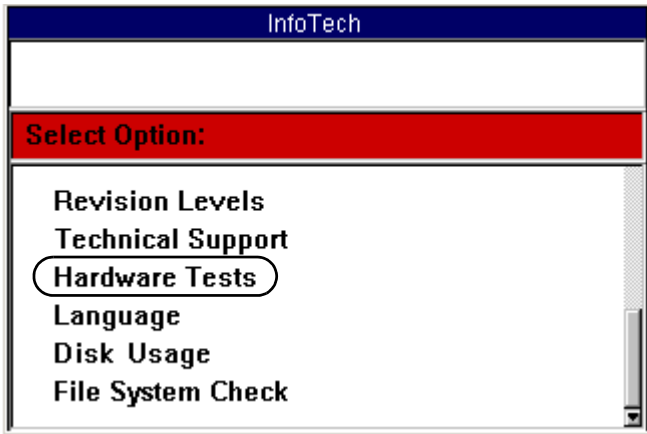 InfoTech
Select Option:
Revision Levels
Technical Support
Hardware Tests
Language
Disk Usage
File System Check